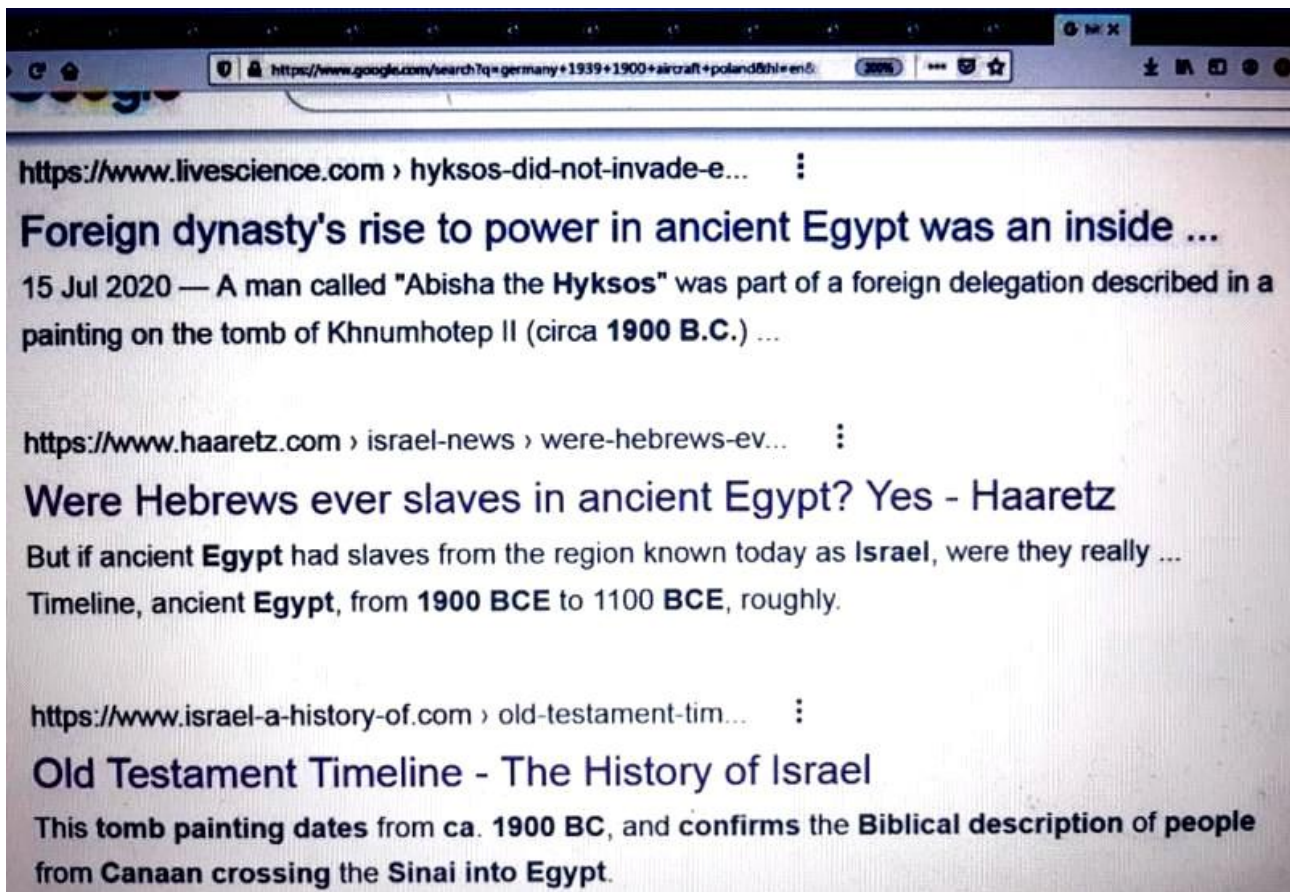 https://www.google.com/search?q=germany+1939+1900+aircraft+poland&hl=en&
200%
https://www.livescience.com › hyksos-did-not-invade-e...
Foreign dynasty's rise to power in ancient Egypt was an inside ...
15 Jul 2020 — A man called "Abisha the Hyksos" was part of a foreign delegation described in a
painting on the tomb of Khnumhotep II (circa 1900 B.C.) ...
https://www.haaretz.com › israel-news › were-hebrews-ev...
Were Hebrews ever slaves in ancient Egypt? Yes - Haaretz
But if ancient Egypt had slaves from the region known today as Israel, were they really ...
Timeline, ancient Egypt, from 1900 BCE to 1100 BCE, roughly.
https://www.israel-a-history-of.com › old-testament-tim...
Old Testament Timeline - The History of Israel
This tomb painting dates from ca. 1900 BC, and confirms the Biblical description of people
from Canaan crossing the Sinai into Egypt.